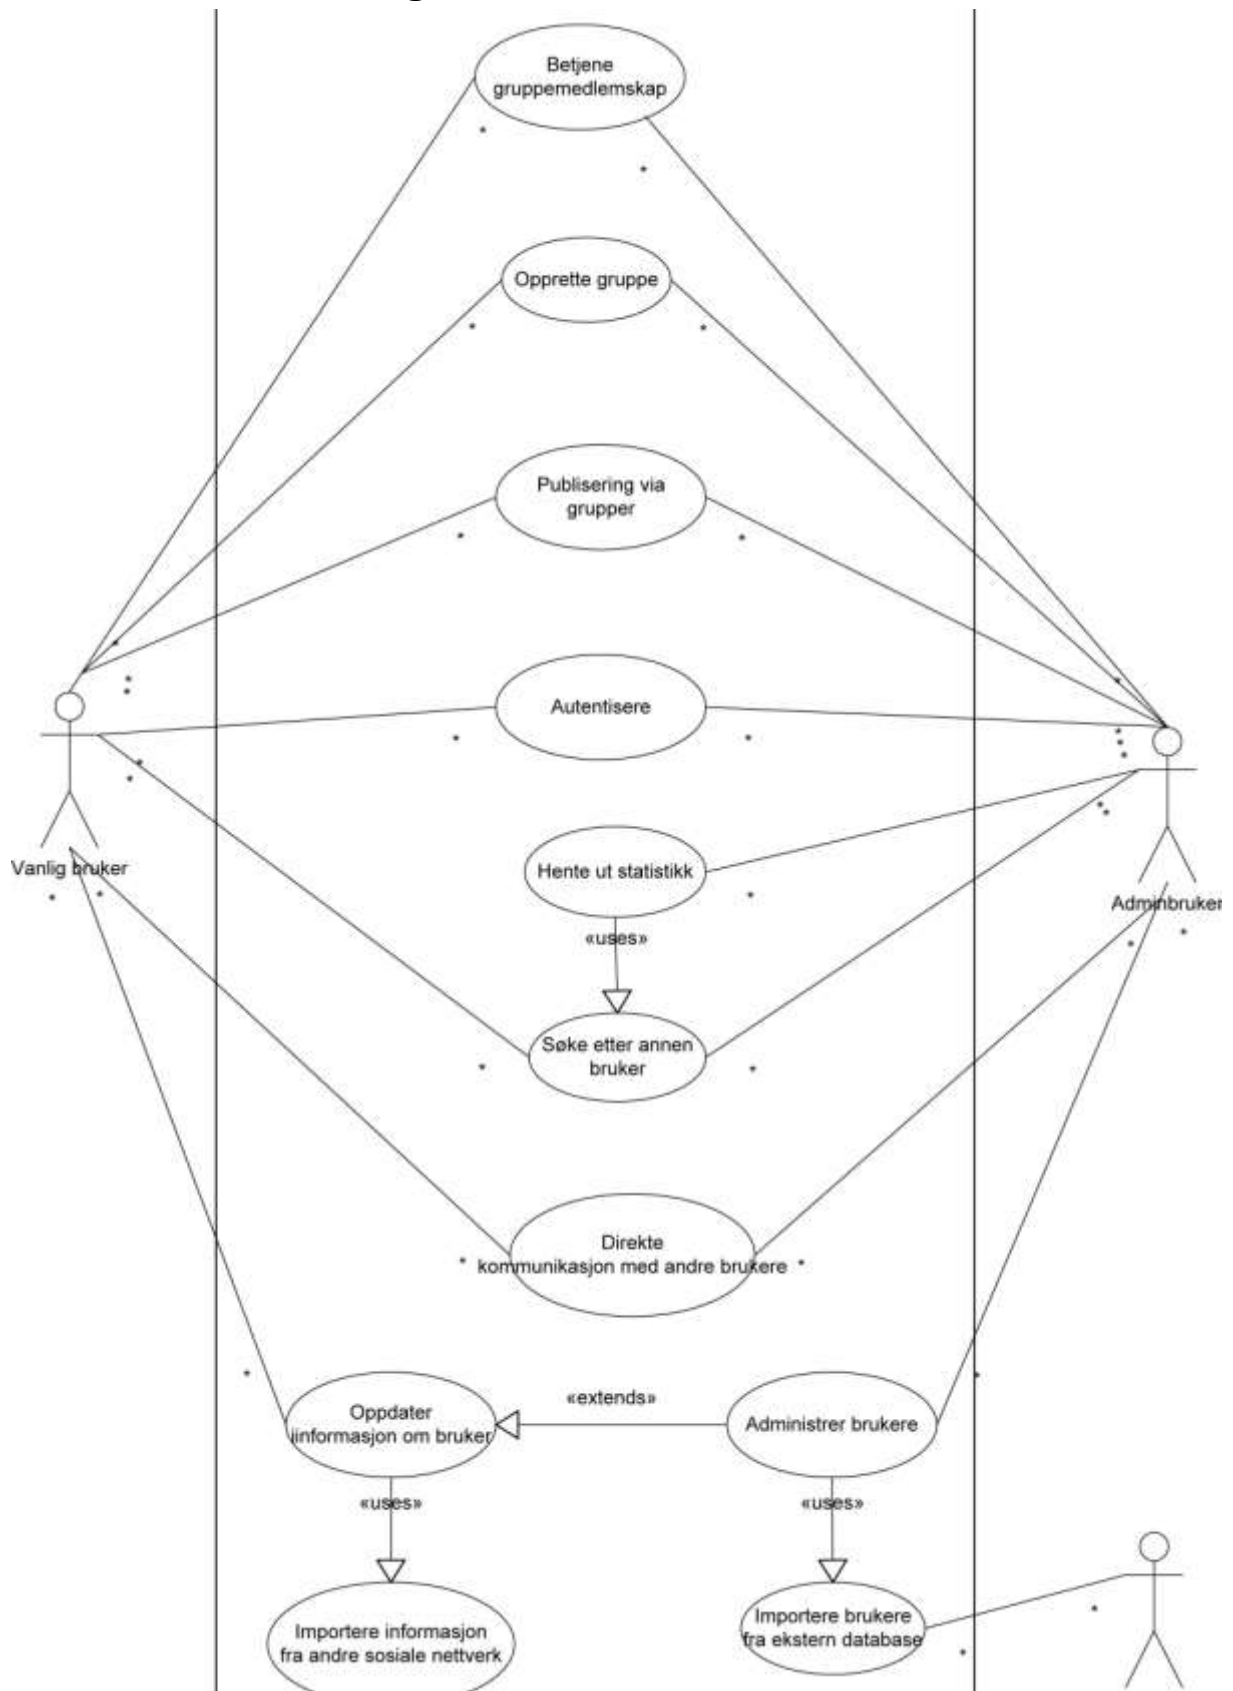 Betjene
gruppemedlemskap
*
*
Opprette gruppe
*
*
Publisering via
grupper
*
*
*
*
*
*
Autentisere
*
*
*
*
*
*
*
*
*
Hente ut statistikk
Vanlig bruker
*
*
*
Adminbruker
*
*
«uses»
Søke etter annen
bruker
*
*
Direkte
kommunikasjon med andre brukere
*
*
*
*
«extends»
Oppdater
iinformasjon om bruker
Administrer brukere
«uses»
«uses»
Importere informasjon
fra andre sosiale nettverk
Importere brukere
fra ekstern database
*
*